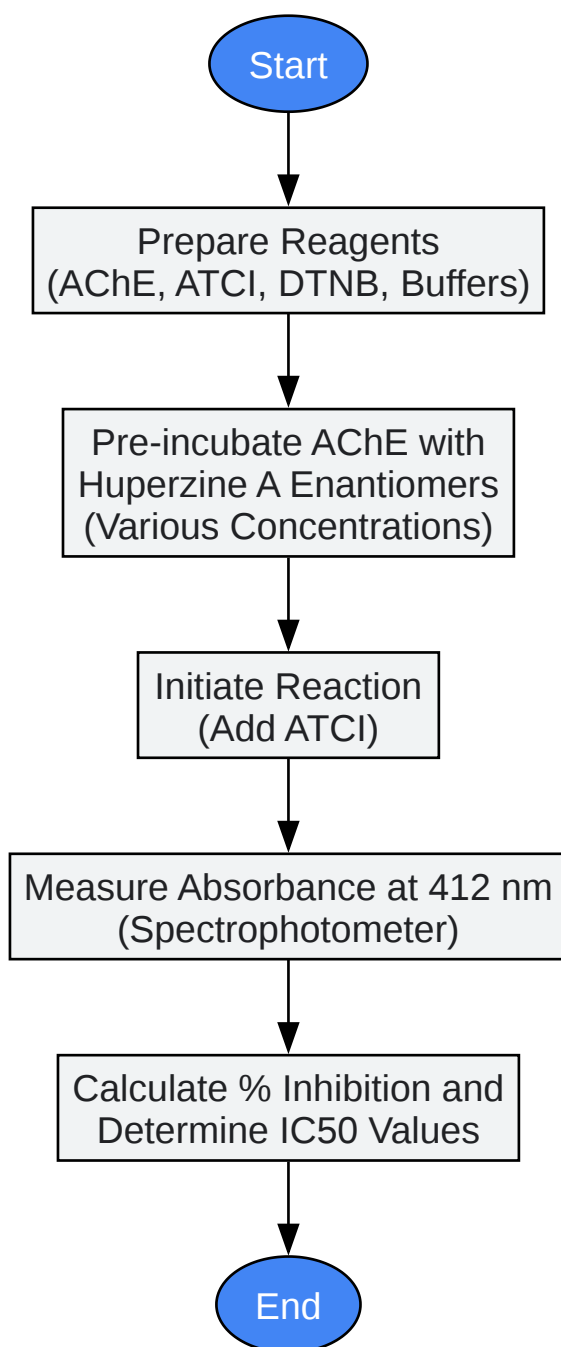 Start
Prepare Reagents
(AChE, ATCI, DTNB, Buffers)
Pre-incubate AChE with
Huperzine A Enantiomers
(Various Concentrations)
Initiate Reaction
(Add ATCI)
Measure Absorbance at 412 nm
(Spectrophotometer)
Calculate % Inhibition and
Determine IC50 Values
End